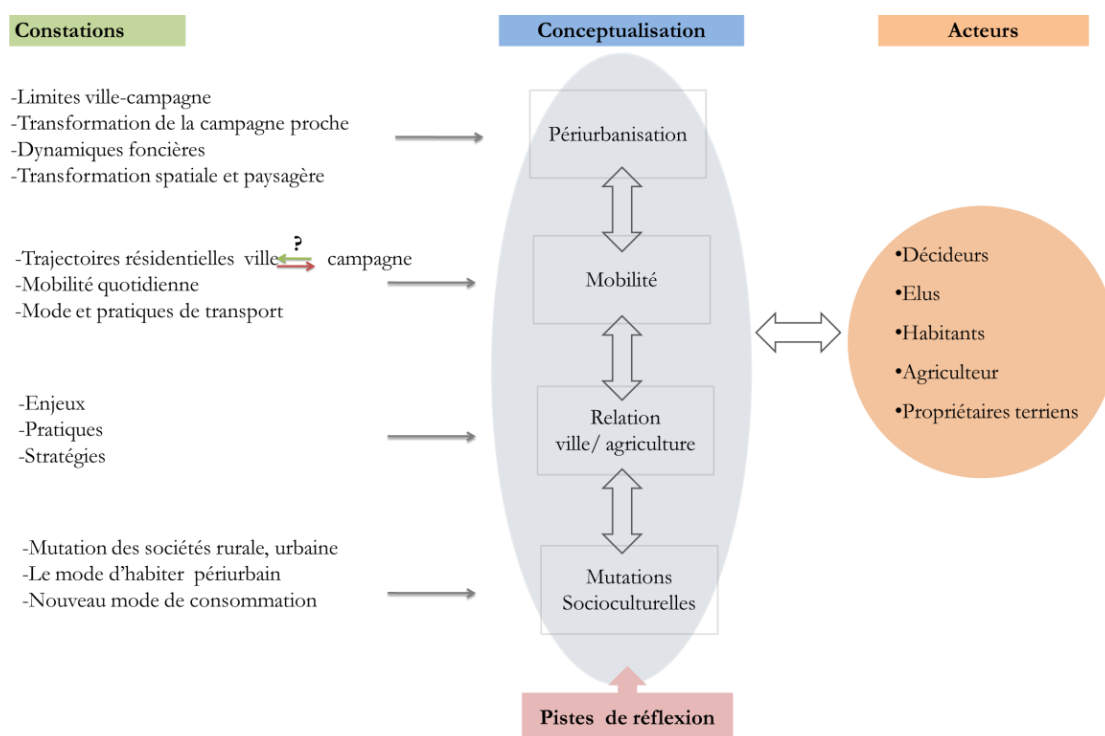 Constations
-Limites ville-campagne
-Transformation de la campagne proche
-Dynamiques foncières
-Transformation spatiale et paysagère
?
-Trajectoires résidentielles ville campagne
-Mobilité quotidienne
-Mode et pratiques de transport
-Enjeux
-Pratiques
-Stratégies
-Mutation des sociétés rurale, urbaine
-Le mode d’habiter périurbain
-Nouveau mode de consommation
Conceptualisation
Périurbanisation
Mobilité
Relation
ville/ agriculture
Mutations
Socioculturelles
Pistes de réflexion
Acteurs
•Décideurs
•Elus
•Habitants
•Agriculteur
•Propriétaires terriens